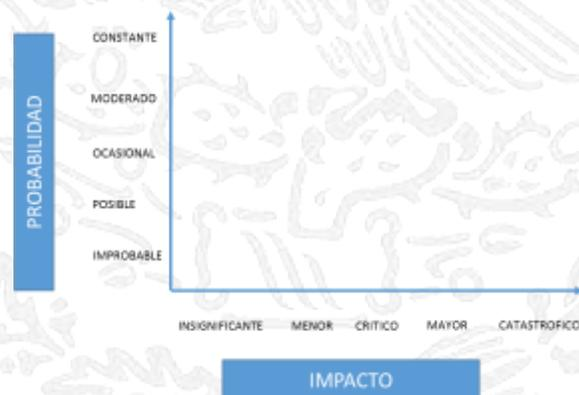 CONSTANTE
MODERADO
OCASIONAL
POSIBLE
IMPROBABLE
PROBABILIDAD
INSIGNIFICANTE MENOR CRITICO MAYOR CATASTROFICO
IMPACTO